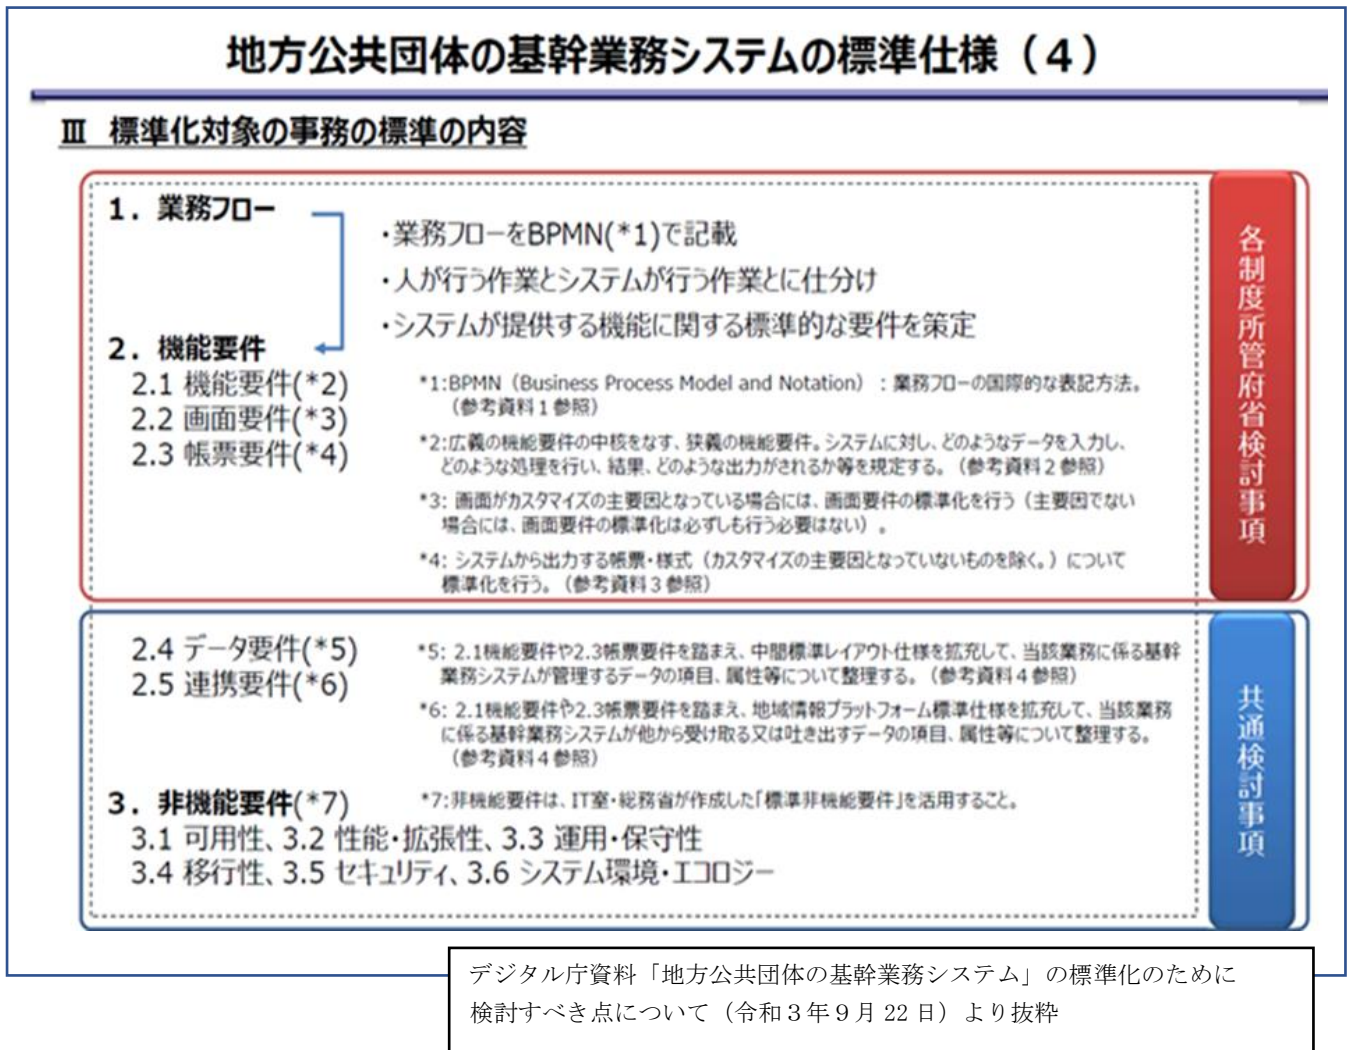 地方公共団体の基幹業務システムの標準仕様（４）
Ⅲ 標準化対象の事務の標準の内容
1．業務フロー
・業務フローをBPMN(*1)で記載
・人が行う作業とシステムが行う作業とに仕分け
・システムが提供する機能に関する標準的な要件を策定
2．機能要件
2.1 機能要件(*2)
2.2 画面要件(*3)
2.3 帳票要件(*4)
*1:BPMN（Business Process Model and Notation）：業務フローの国際的な表記方法。
（参考資料１参照）
*2:広義の機能要件の中核をなす、狭義の機能要件。システムに対し、どのようなデータを入力し、
どのような処理を行い、結果、どのような出力がされるか等を規定する。（参考資料２参照）
*3: 画面がカスタマイズの主要因となっている場合には、画面要件の標準化を行う（主要因でない
場合には、画面要件の標準化は必ずしも行う必要はない）。
*4: システムから出力する帳票・様式（カスタマイズの主要因となっていないものを除く。）について
標準化を行う。（参考資料３参照）
各制度所管府省検討事項
2.4 データ要件(*5)
2.5 連携要件(*6)
*5: 2.1機能要件や2.3帳票要件を踏まえ、中間標準レイアウト仕様を拡充して、当該業務に係る基幹
業務システムが管理するデータの項目、属性等について整理する。（参考資料４参照）
*6: 2.1機能要件や2.3帳票要件を踏まえ、地域情報プラットフォーム標準仕様を拡充して、当該業務
に係る基幹業務システムが他から受け取る又は吐き出すデータの項目、属性等について整理する。
（参考資料４参照）
3．非機能要件(*7)
*7:非機能要件は、IT室・総務省が作成した「標準非機能要件」を活用すること。
3.1 可用性、3.2 性能・拡張性、3.3 運用・保守性
3.4 移行性、3.5 セキュリティ、3.6 システム環境・エコロジー
共通検討事項
デジタル庁資料「地方公共団体の基幹業務システム」の標準化のために
検討すべき点について（令和３年９月 22 日）より抜粋